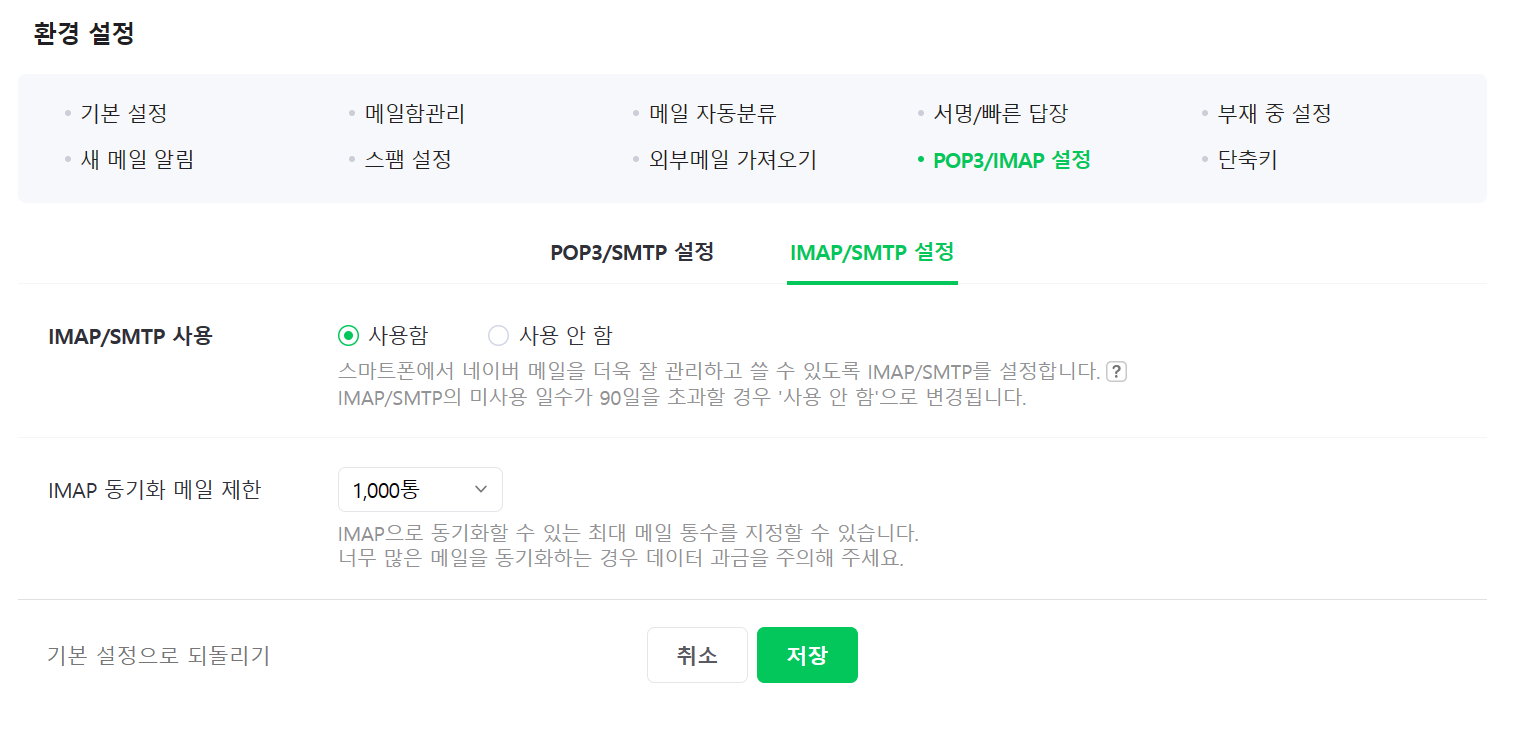 환경 설정
기본 설정
메일함관리
메일 자동분류
서명/빠른 답장
부재 중 설정
새 메일 알림
스팸 설정
외부메일 가져오기
POP3/IMAP 설정
단축키
POP3/SMTP 설정
IMAP/SMTP 설정
IMAP/SMTP 사용
사용함
사용 안 함
스마트폰에서 네이버 메일을 더욱 잘 관리하고 쓸 수 있도록 IMAP/SMTP를 설정합니다. ?
IMAP/SMTP의 미사용 일수가 90일을 초과할 경우 '사용 안 함'으로 변경됩니다.
IMAP 동기화 메일 제한
1,000통
IMAP으로 동기화할 수 있는 최대 메일 통수를 지정할 수 있습니다.
너무 많은 메일을 동기화하는 경우 데이터 과금을 주의해 주세요.
기본 설정으로 되돌리기
취소
저장